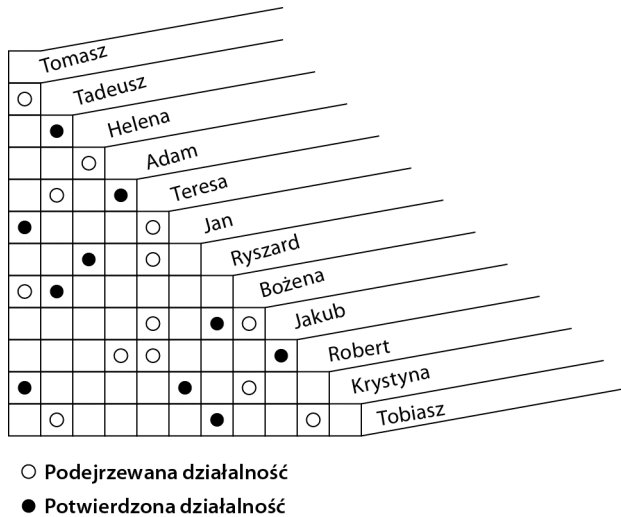 Tomasz
Tadeusz
Helena
Adam
Teresa
Jan
Ryszard
Bożena
Jakub
Robert
Krystyna
Tobiasz
Podejrzewana działalność
Potwierdzona działalność